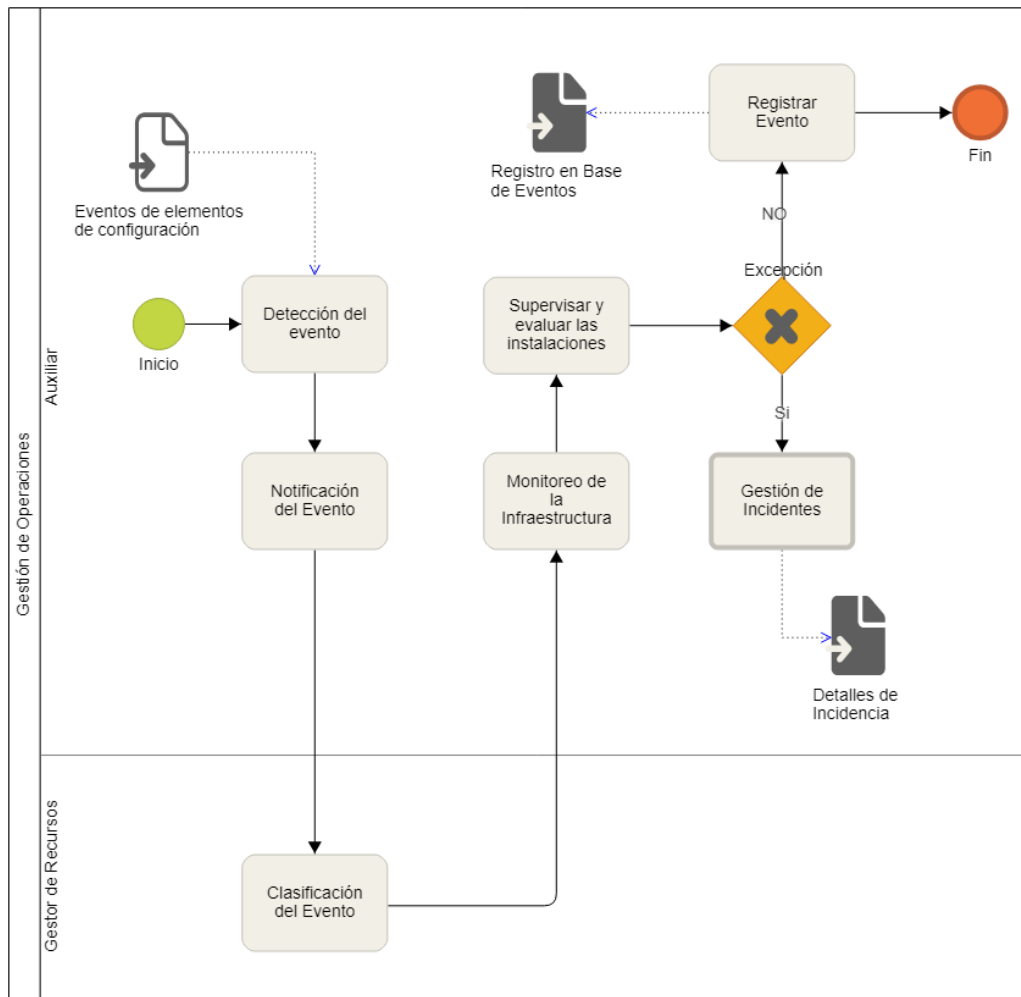 Gestión de Operaciones
Auxiliar
Eventos de elementos
de configuración
Inicio
Detección del
evento
Notificación
del Evento
Registro en Base
de Eventos
Registrar
Evento
Fin
NO
Excepción
Supervisar y
evaluar las
instalaciones
Si
Monitoreo de
la
Infraestructura
Gestión de
Incidentes
Detalles de
Incidencia
Gestor de Recursos
Clasificación
del Evento